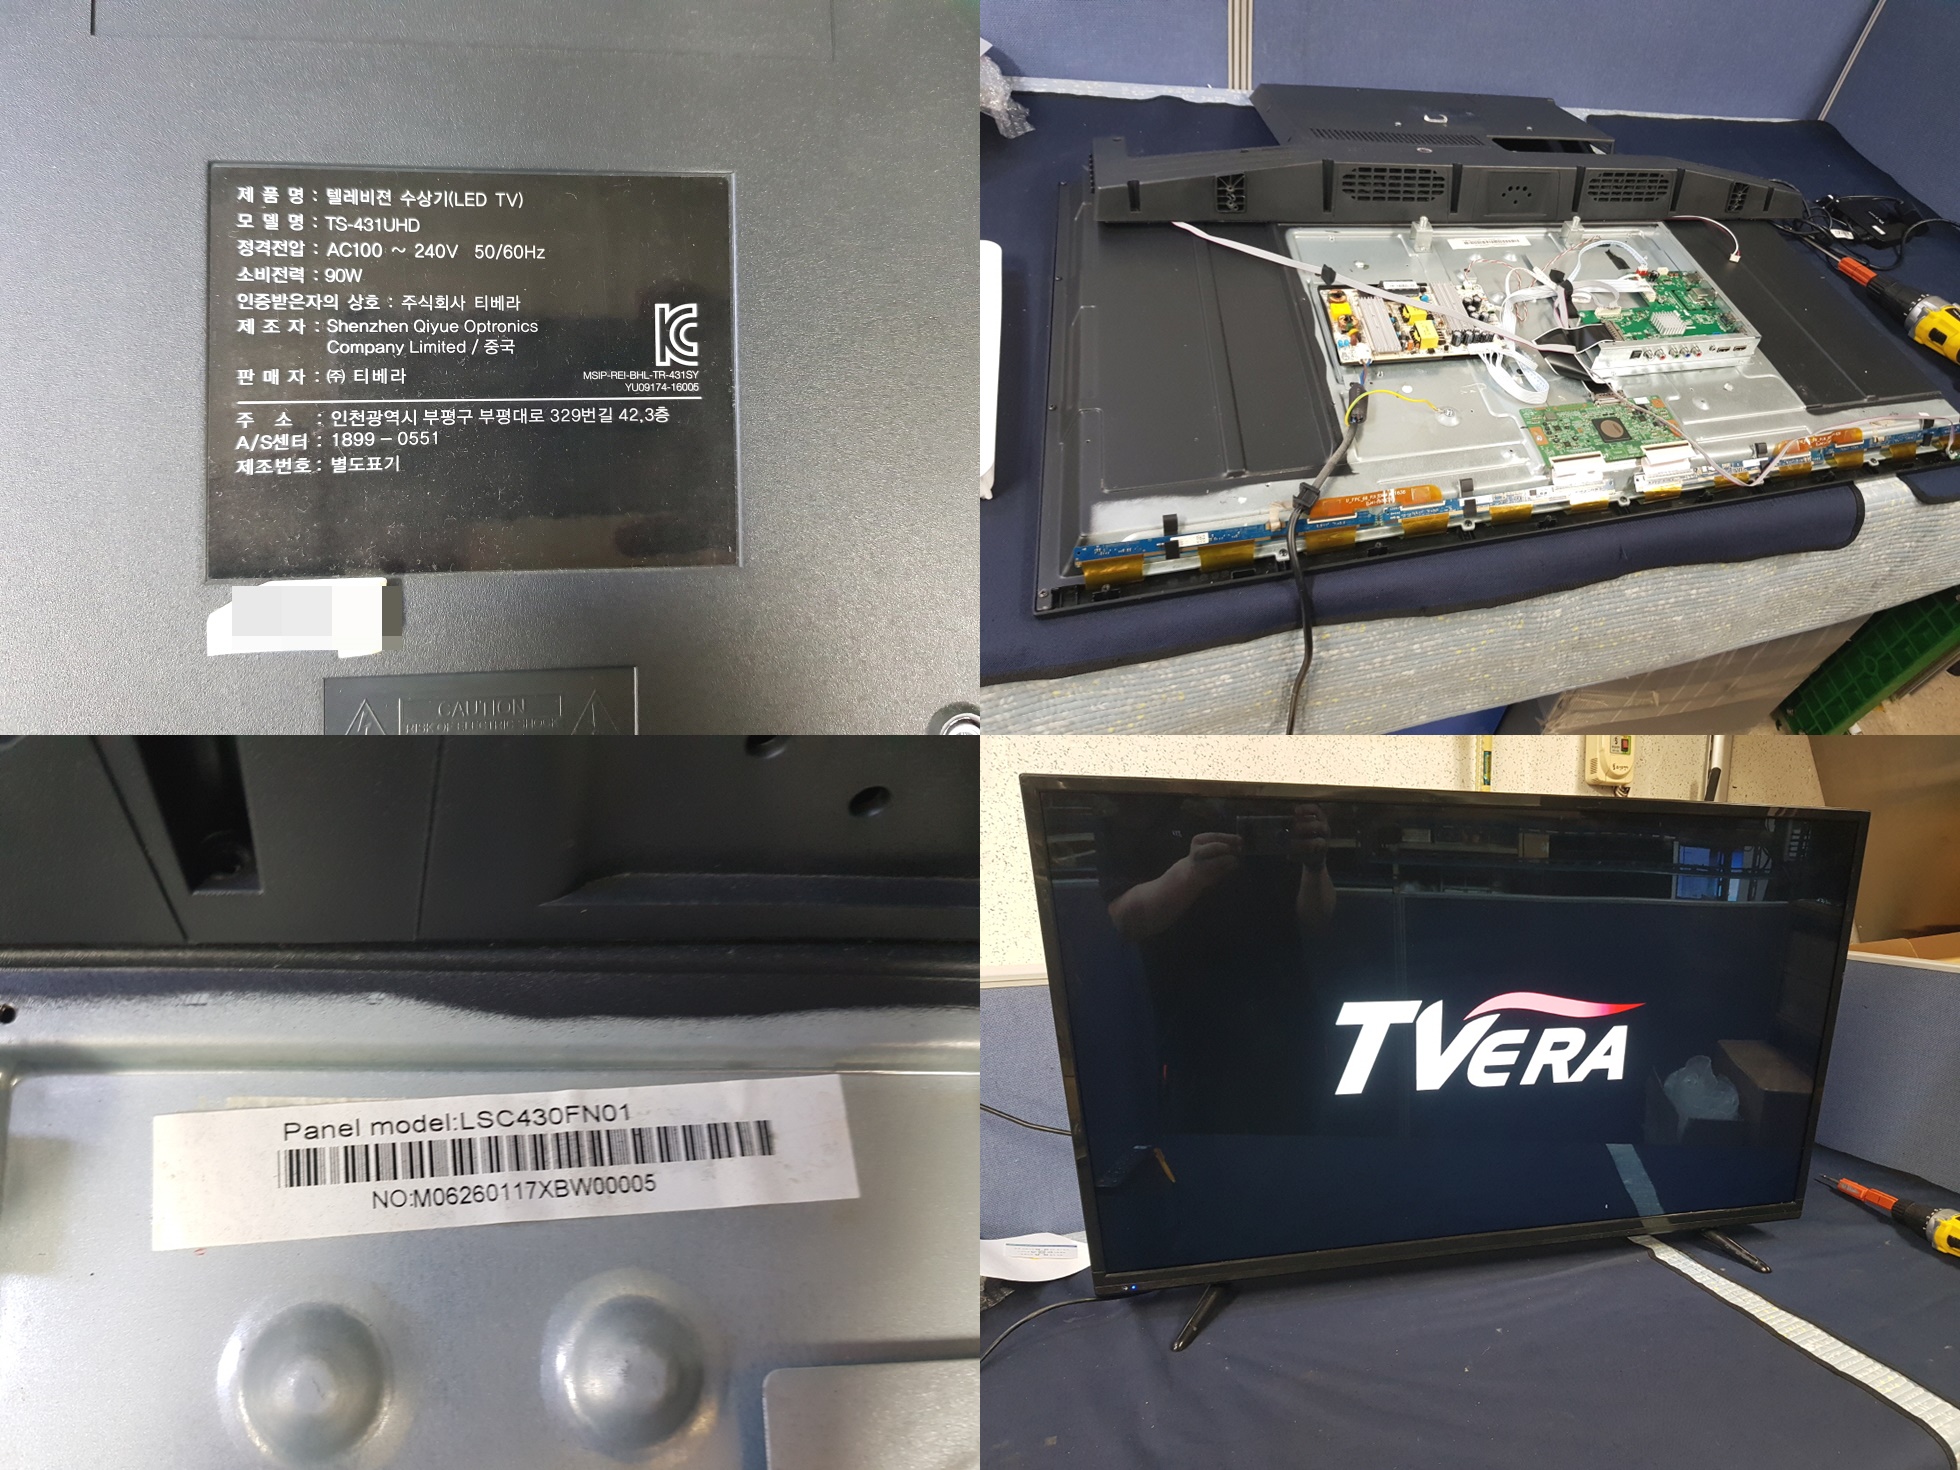 제 품 명 : 텔레비젼 수상기(LED TV)
모 델 명 : TS-431UHD
정격전압 : AC100 ~ 240V 50/60Hz
소비전력 : 90W
인증받은자의 상호 : 주식회사 티베라
제 조 자 : Shenzhen Qiyue Optronics
Company Limited / 중국
판 매 자 : ㈜ 티베라
MSIP-REI-BHL-TR-431SY
YU09174-16005
주 소 : 인천광역시 부평구 부평대로 329번길 42,3층
A/S센터 : 1899 - 0551
제조번호 : 별도표기
CAUTION
RISK OF ELECTRIC SHOCK
Panel model:LSC430FN01
NO:M06260117XBW00005
TVERA